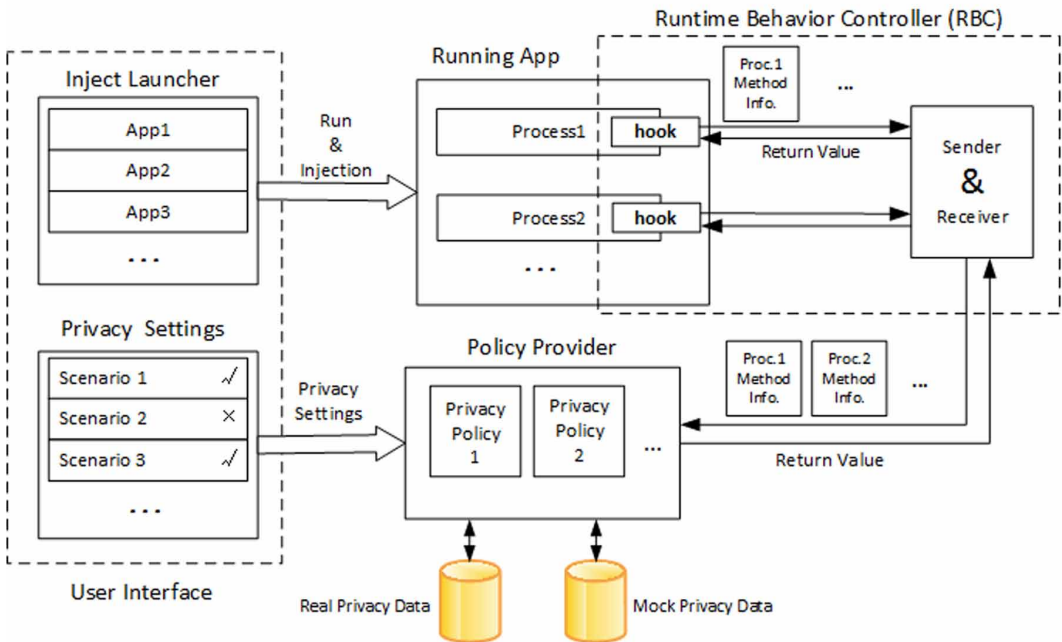 Runtime Behavior Controller (RBC)
Inject Launcher
App1
App2
App3
...
Run
&
Injection
Running App
Process1
hook
Process2
hook
...
Proc.1
Method
Info.
...
Return Value
Sender
&
Receiver
Privacy Settings
Scenario 1 √
Scenario 2 ×
Scenario 3 √
...
User Interface
Privacy
Settings
Policy Provider
Privacy
Policy
1
Privacy
Policy
2
...
Proc.1
Method
Info.
Proc.2
Method
Info.
...
Return Value
Real Privacy Data
Mock Privacy Data